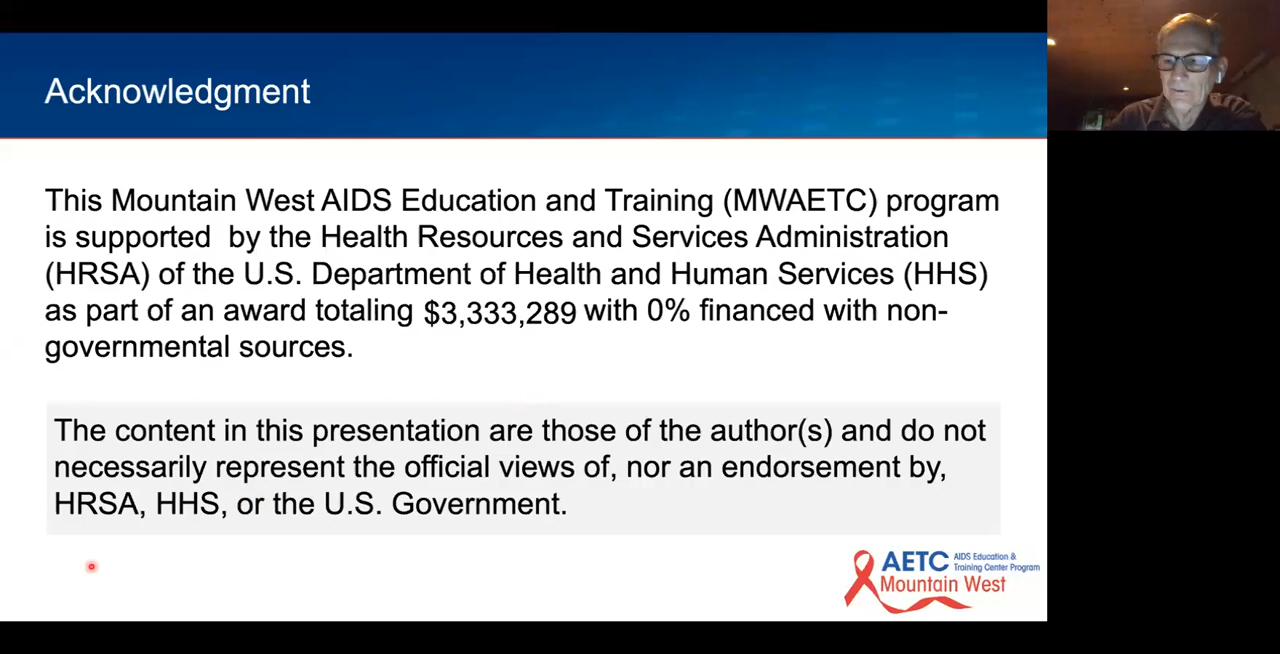 Acknowledgment
This Mountain West AIDS Education and Training (MWAETC) program
is supported by the Health Resources and Services Administration
(HRSA) of the U.S. Department of Health and Human Services (HHS)
as part of an award totaling $3,333,289 with 0% financed with non-
governmental sources.
The content in this presentation are those of the author(s) and do not
necessarily represent the official views of, nor an endorsement by,
HRSA, HHS, or the U.S. Government.
AETC AIDS Education &
Training Center Program
Mountain West